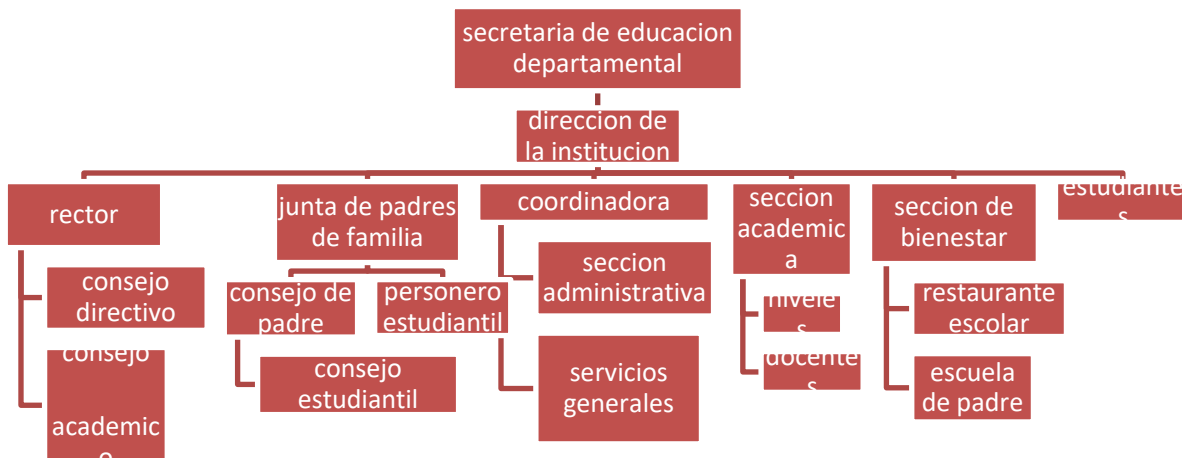 secretaria de educacion
departamental
direccion de
la institucion
rector
junta de padres
de familia
coordinadora
seccion
academic
a
seccion de
bienestar
estudiante
s
consejo
directivo
consejo
academic
o
consejo de
padre
personero
estudiantil
consejo
estudiantil
seccion
administrativa
servicios
generales
nivele
s
docente
s
restaurante
escolar
escuela
de padre